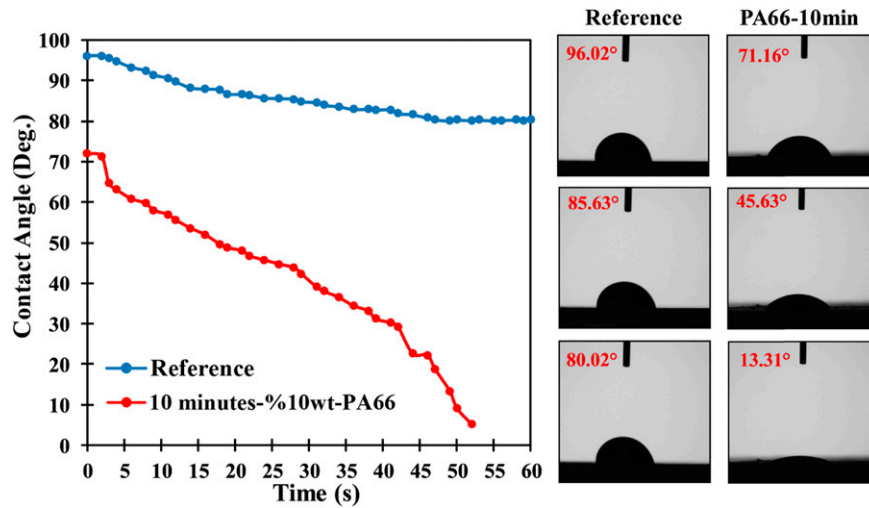 Reference PA66-10min
100
90
80
70
60
50
40
30
20
10
0
Contact Angle (Deg.)
Reference
10 minutes-%10wt-PA66
0 5 10 15 20 25 30 35 40 45 50 55 60
Time (s)
96.02° 71.16°
85.63° 45.63°
80.02° 13.31°